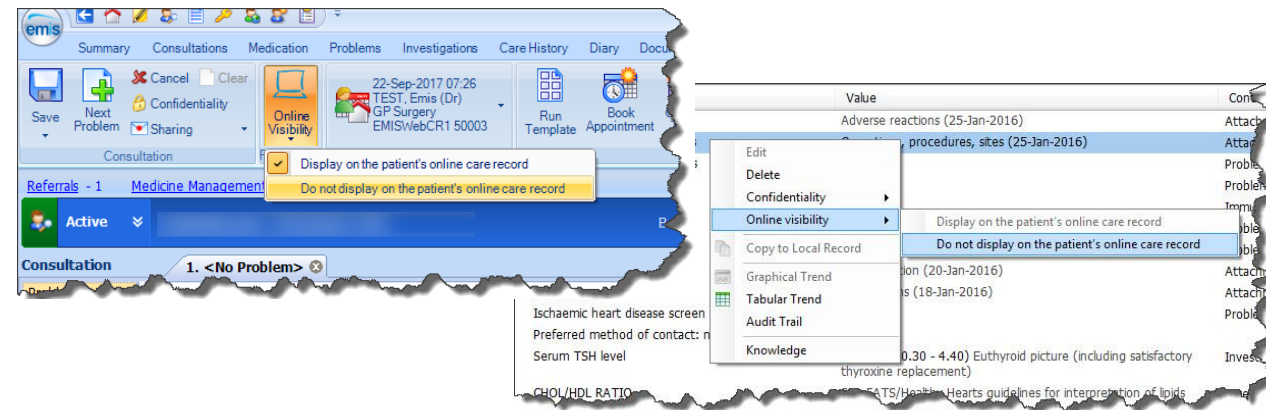 emis
Summary Consultations Medication Problems Investigations Care History Diary
Save
Next Problem
Cancel Clear
Confidentiality
Sharing
Consultation
Online Visibility
22-Sep-2017 07:26
TEST, Emis (Dr)
GP Surgery
EMISWebCR1 50003
Run Template
Book Appointment
Display on the patient's online care record
Do not display on the patient's online care record
Referrals - 1 Medicine Management
Active
Consultation
1. <No Problem>
Value
Adverse reactions (25-Jan-2016)
procedures, sites (25-Jan-2016)
Edit
Delete
Confidentiality
Online visibility
Copy to Local Record
Graphical Trend
Tabular Trend
Audit Trail
Knowledge
Display on the patient's online care record
Do not display on the patient's online care record
(20-Jan-2016)
(18-Jan-2016)
Ischaemic heart disease screen
Preferred method of contact: n
Serum TSH level
0.30 - 4.40) Euthyroid picture (including satisfactory
thyroxine replacement)
CHOL/HDL RATIO
Hearts guidelines for interpretation of lipids